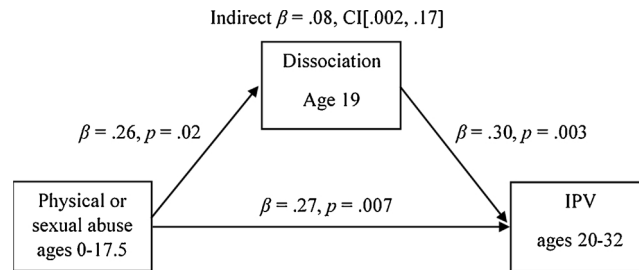 Indirect β = .08, CI[.002, .17]
Dissociation
Age 19
β = .26, p = .02
β = .30, p = .003
Physical or
sexual abuse
ages 0-17.5
β = .27, p = .007
IPV
ages 20-32